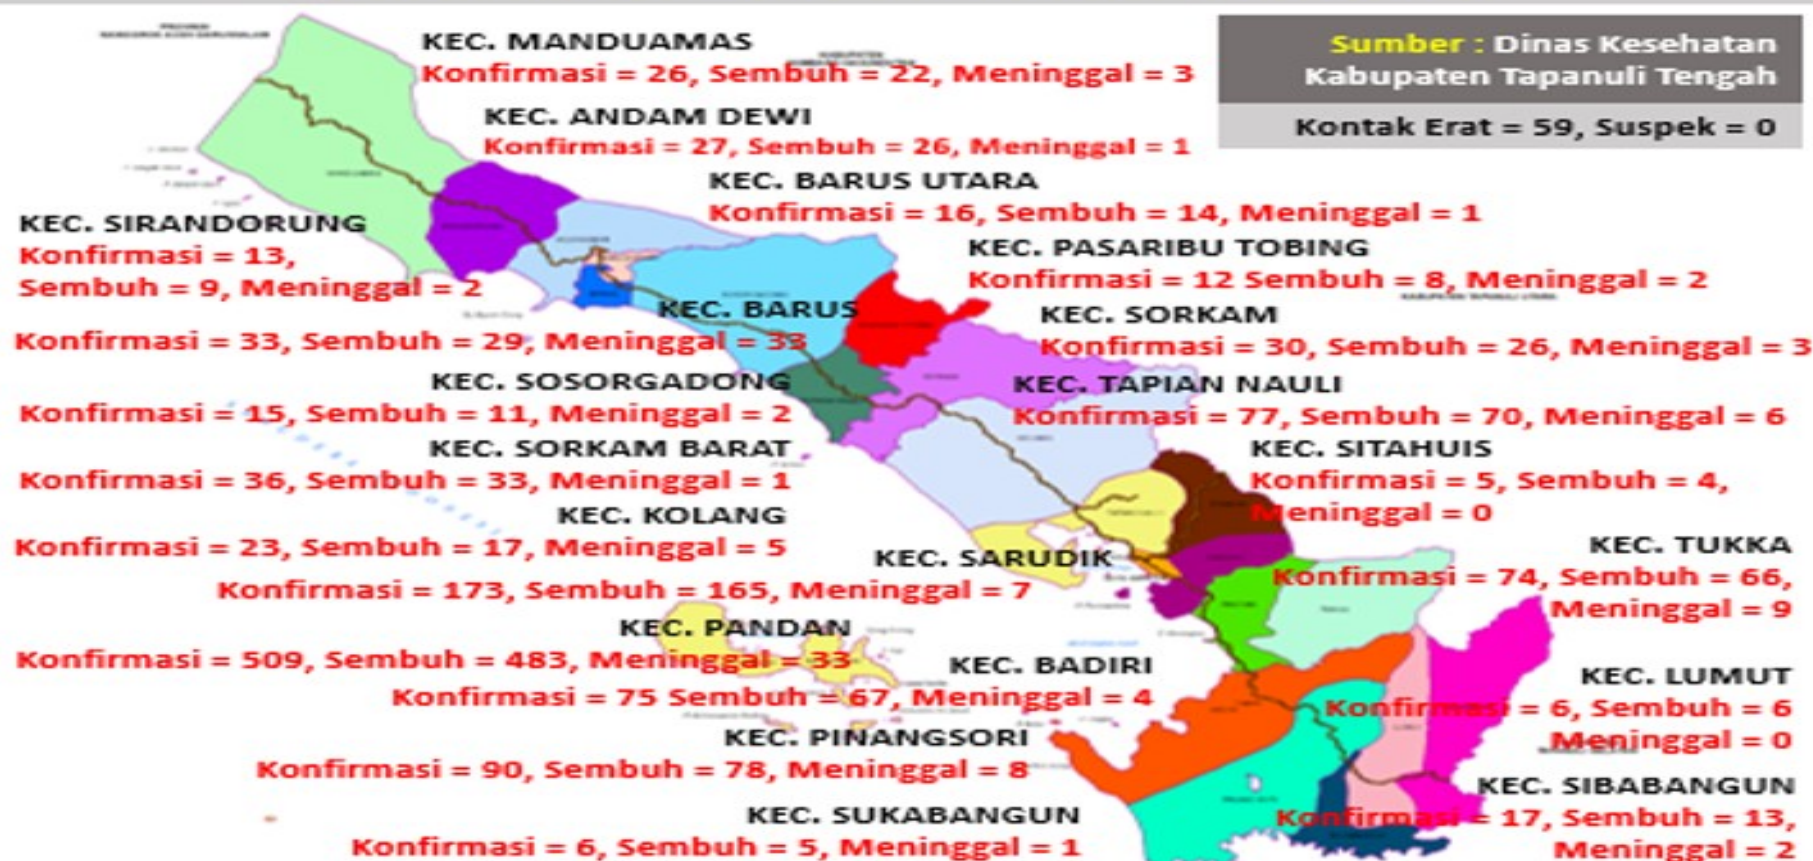 KEC. MANDUAMAS
Konfirmasi = 26, Sembuh = 22, Meninggal = 3
Sumber : Dinas Kesehatan
Kabupaten Tapanuli Tengah
Kontak Erat = 59, Suspek = 0
KEC. ANDAM DEWI
Konfirmasi = 27, Sembuh = 26, Meninggal = 1
KEC. BARUS UTARA
Konfirmasi = 16, Sembuh = 14, Meninggal = 1
KEC. SIRANDORUNG
Konfirmasi = 13,
Sembuh = 9, Meninggal = 2
KEC. PASARIBU TOBING
Konfirmasi = 12 Sembuh = 8, Meninggal = 2
KEC. BARUS
Konfirmasi = 33, Sembuh = 29, Meninggal = 33
KEC. SORKAM
Konfirmasi = 30, Sembuh = 26, Meninggal = 3
KEC. SOSORGADONG
Konfirmasi = 15, Sembuh = 11, Meninggal = 2
KEC. TAPIAN NAULI
Konfirmasi = 77, Sembuh = 70, Meninggal = 6
KEC. SORKAM BARAT
Konfirmasi = 36, Sembuh = 33, Meninggal = 1
KEC. SITAHUIS
Konfirmasi = 5, Sembuh = 4,
Meninggal = 0
KEC. KOLANG
Konfirmasi = 23, Sembuh = 17, Meninggal = 5
KEC. SARUDIK
Konfirmasi = 173, Sembuh = 165, Meninggal = 7
KEC. TUKKA
Konfirmasi = 74, Sembuh = 66,
Meninggal = 9
KEC. PANDAN
Konfirmasi = 509, Sembuh = 483, Meninggal = 33
KEC. BADIRI
Konfirmasi = 75 Sembuh = 67, Meninggal = 4
KEC. LUMUT
Konfirmasi = 6, Sembuh = 6
Meninggal = 0
KEC. PINANGSORI
Konfirmasi = 90, Sembuh = 78, Meninggal = 8
KEC. SIBABANGUN
Konfirmasi = 17, Sembuh = 13,
Meninggal = 2
KEC. SUKABANGUN
Konfirmasi = 6, Sembuh = 5, Meninggal = 1